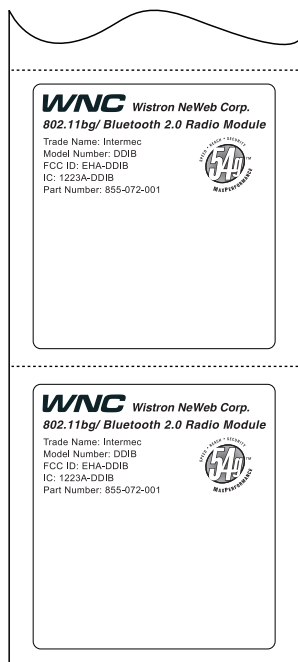 WNC Wistron NeWeb Corp.
802.11bg/ Bluetooth 2.0 Radio Module
Trade Name: Intermec
Model Number: DDIB
FCC ID: EHA-DDIB
IC: 1223A-DDIB
Part Number: 855-072-001
SPEED • REACH • SECURITY
54g™
MAXPERFORMANCE
WNC Wistron NeWeb Corp.
802.11bg/ Bluetooth 2.0 Radio Module
Trade Name: Intermec
Model Number: DDIB
FCC ID: EHA-DDIB
IC: 1223A-DDIB
Part Number: 855-072-001
SPEED • REACH • SECURITY
54g™
MAXPERFORMANCE